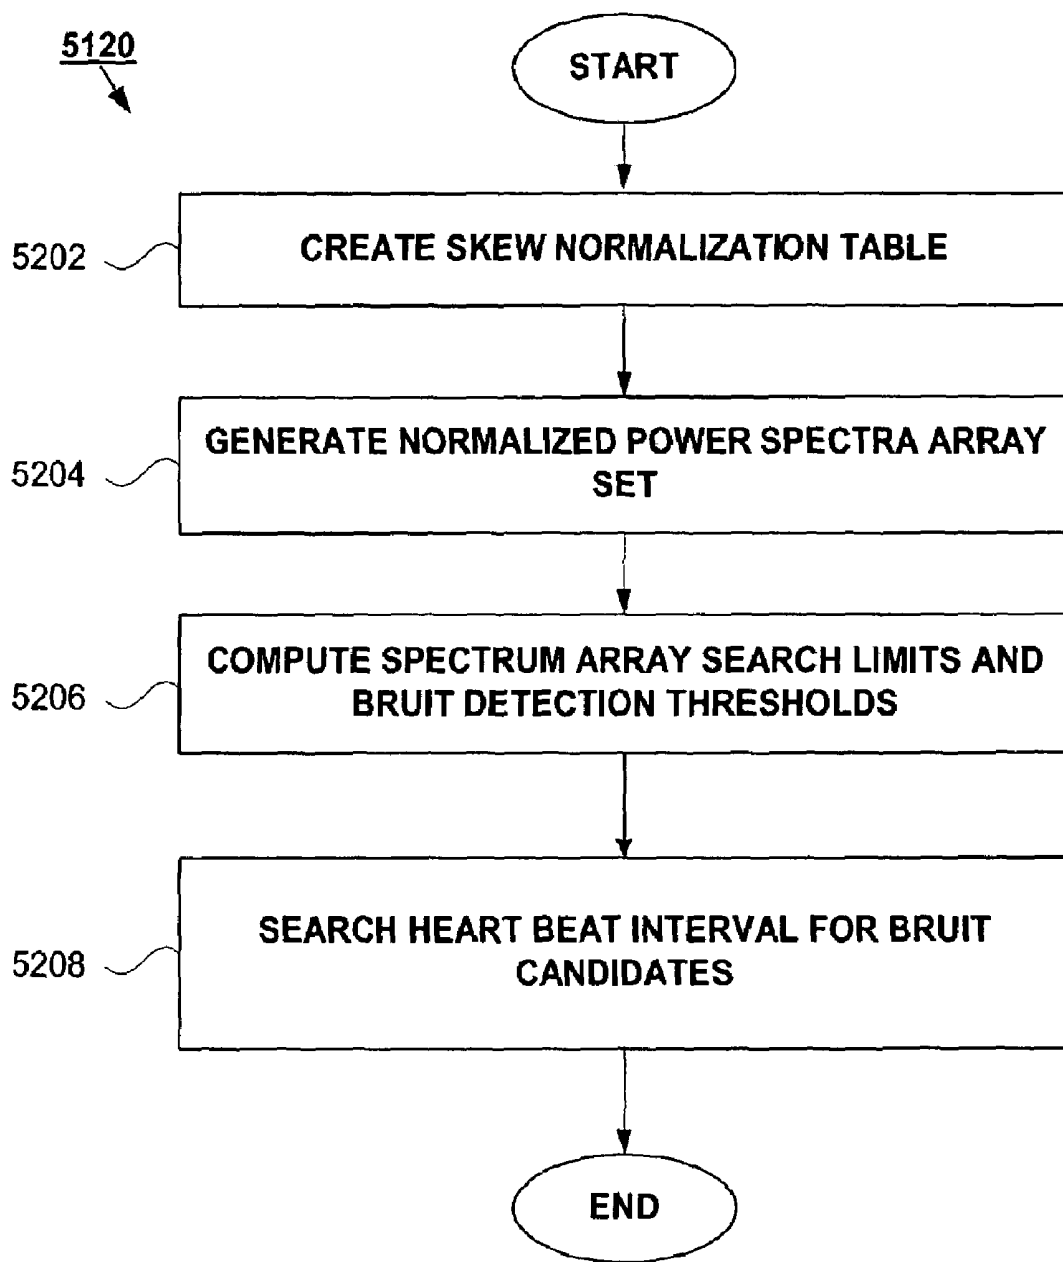 5120
START
5202
CREATE SKEW NORMALIZATION TABLE
5204
GENERATE NORMALIZED POWER SPECTRA ARRAY
SET
5206
COMPUTE SPECTRUM ARRAY SEARCH LIMITS AND
BRUIT DETECTION THRESHOLDS
5208
SEARCH HEART BEAT INTERVAL FOR BRUIT
CANDIDATES
END